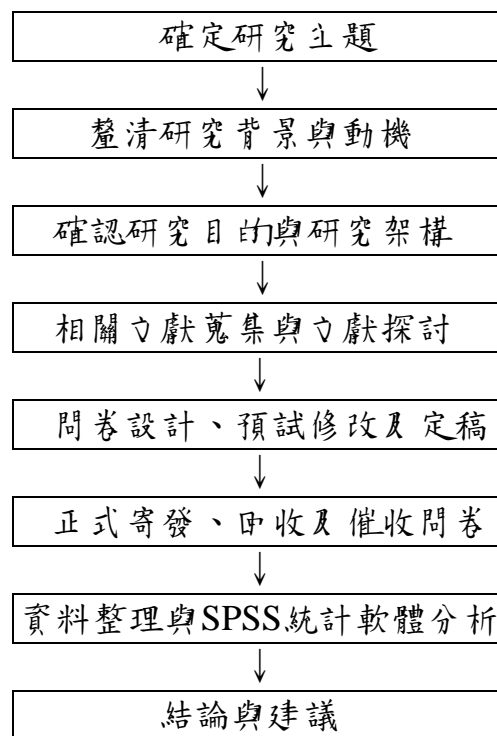 確定研究主題
釐清研究背景與動機
確認研究目的與研究架構
相關文獻蒐集與文獻探討
問卷設計、預試修改及定稿
正式寄發、回收及催收問卷
資料整理與SPSS統計軟體分析
結論與建議